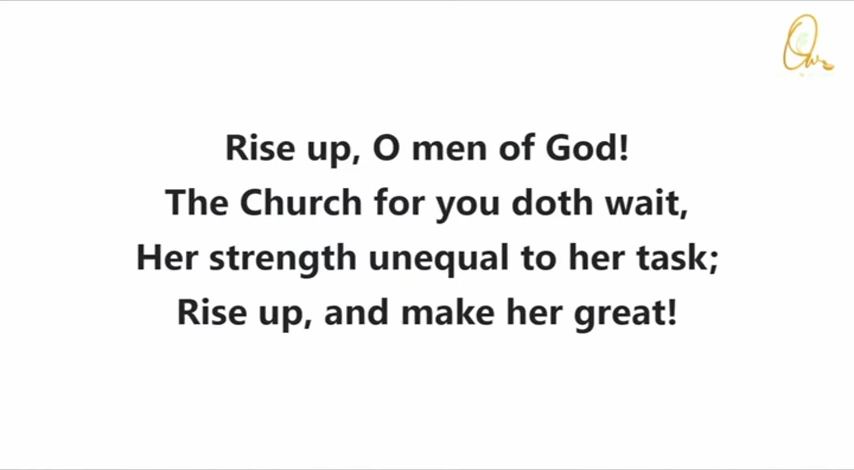 Rise up, O men of God!
The Church for you doth wait,
Her strength unequal to her task;
Rise up, and make her great!